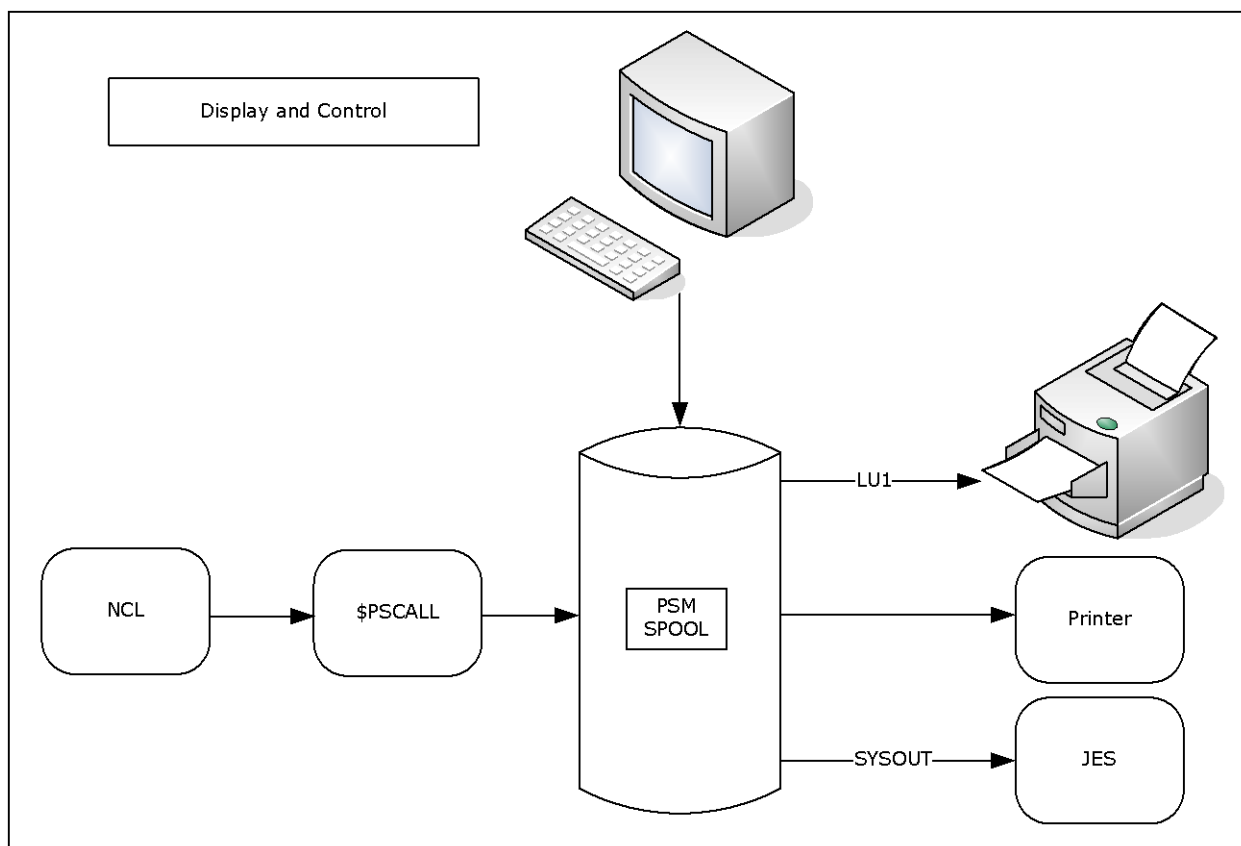 Display and Control
LU1
NCL
$PSCALL
PSM
SPOOL
Printer
SYSOUT
JES